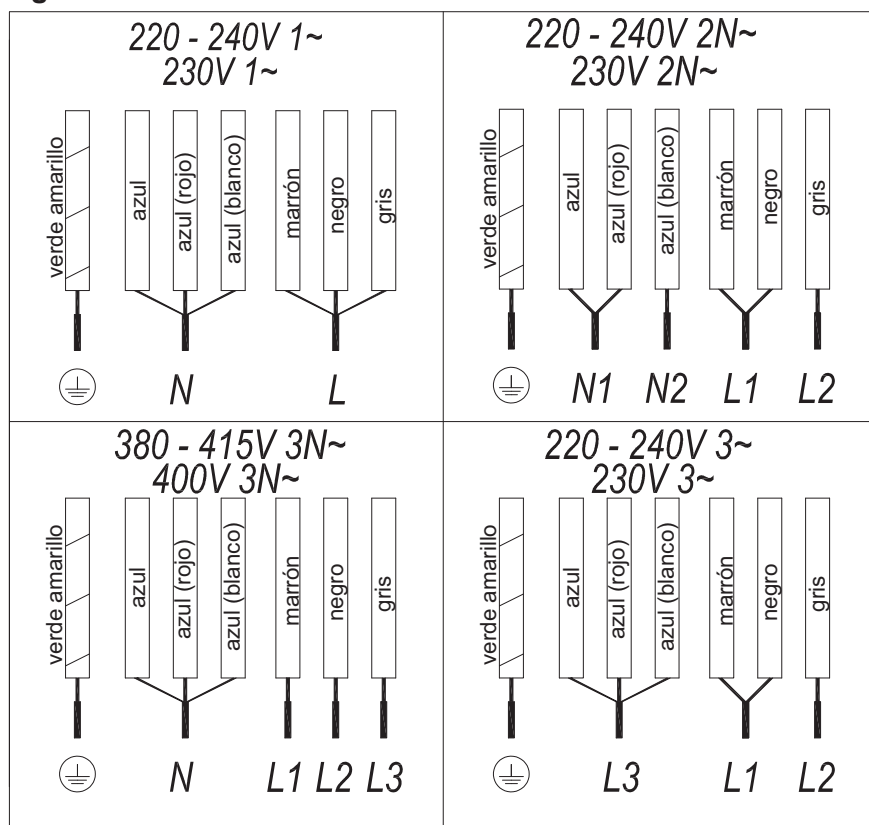 220 - 240V 1~
230V 1~
verde amarillo
azul
azul (rojo)
azul (blanco)
marrón
negro
gris
N
L
220 - 240V 2N~
230V 2N~
verde amarillo
azul
azul (rojo)
azul (blanco)
marrón
negro
gris
N1 N2 L1 L2
380 - 415V 3N~
400V 3N~
verde amarillo
azul
azul (rojo)
azul (blanco)
marrón
negro
gris
N L1 L2 L3
220 - 240V 3~
230V 3~
verde amarillo
azul
azul (rojo)
azul (blanco)
marrón
negro
gris
L3 L1 L2